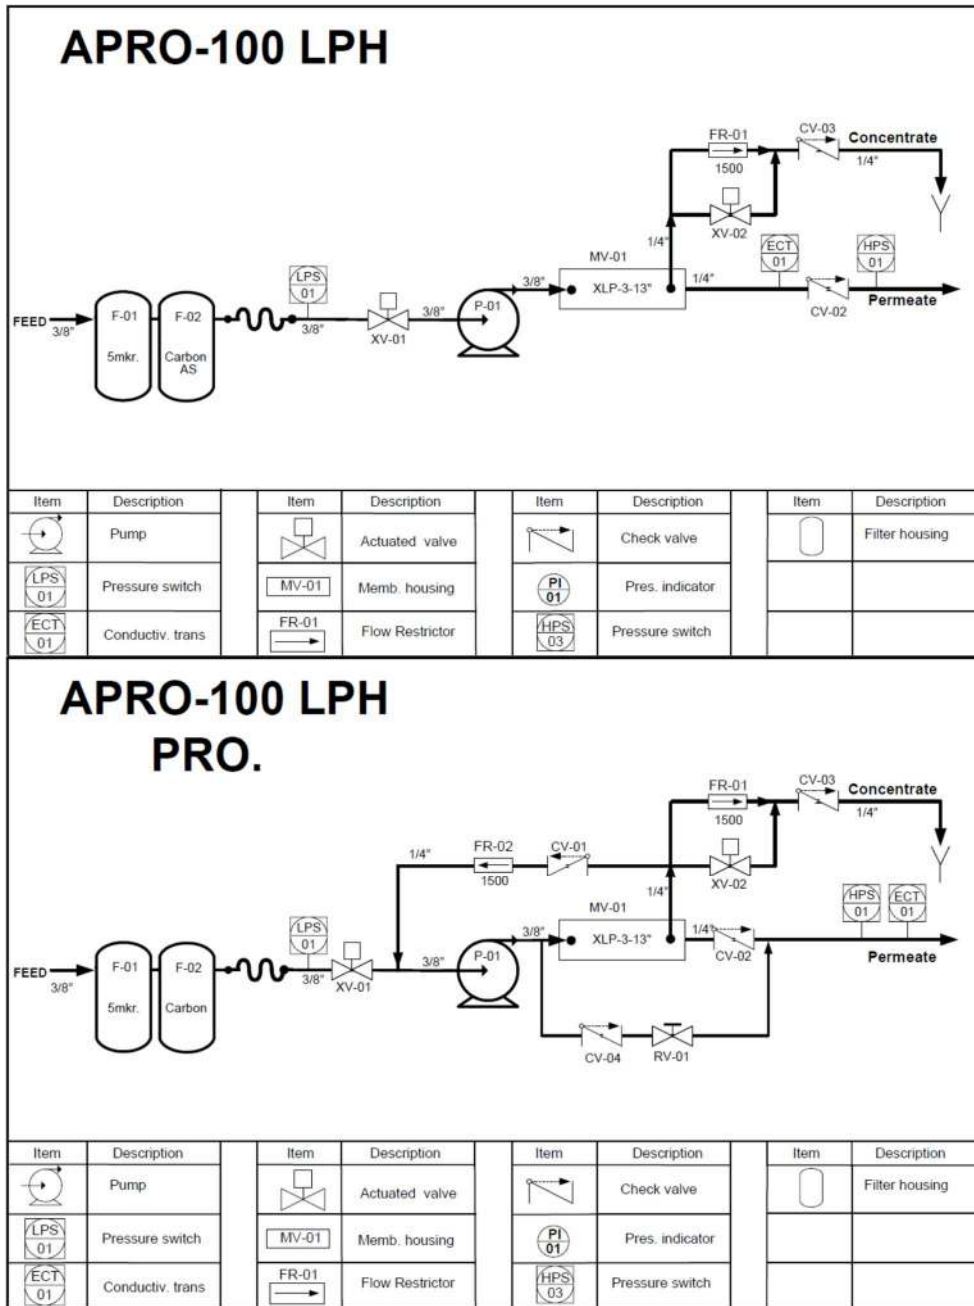 APRO-100 LPH
FR-01
1500
CV-03
Concentrate
1/4"
XV-02
1/4"
ECT
01
HPS
01
MV-01
XLP-3-13"
1/4"
CV-02
Permeate
FEED
3/8"
F-01
5mkr.
F-02
Carbon
AS
LPS
01
3/8"
XV-01
3/8"
P-01
3/8"
Item Description Item Description Item Description Item Description
Pump Actuated valve Check valve Filter housing
LPS
01
Pressure switch
MV-01
Memb. housing
PI
01
Pres. indicator
ECT
01
Conductiv. trans
FR-01
Flow Restrictor
HPS
03
Pressure switch
APRO-100 LPH
PRO.
FR-01
1500
CV-03
Concentrate
1/4"
1/4"
FR-02
1500
CV-01
XV-02
1/4"
HPS
01
ECT
01
MV-01
XLP-3-13"
1/4"
CV-02
Permeate
FEED
3/8"
F-01
5mkr.
F-02
Carbon
LPS
01
3/8"
XV-01
3/8"
P-01
3/8"
CV-04
RV-01
Item Description Item Description Item Description Item Description
Pump Actuated valve Check valve Filter housing
LPS
01
Pressure switch
MV-01
Memb. housing
PI
01
Pres. indicator
ECT
01
Conductiv. trans
FR-01
Flow Restrictor
HPS
03
Pressure switch